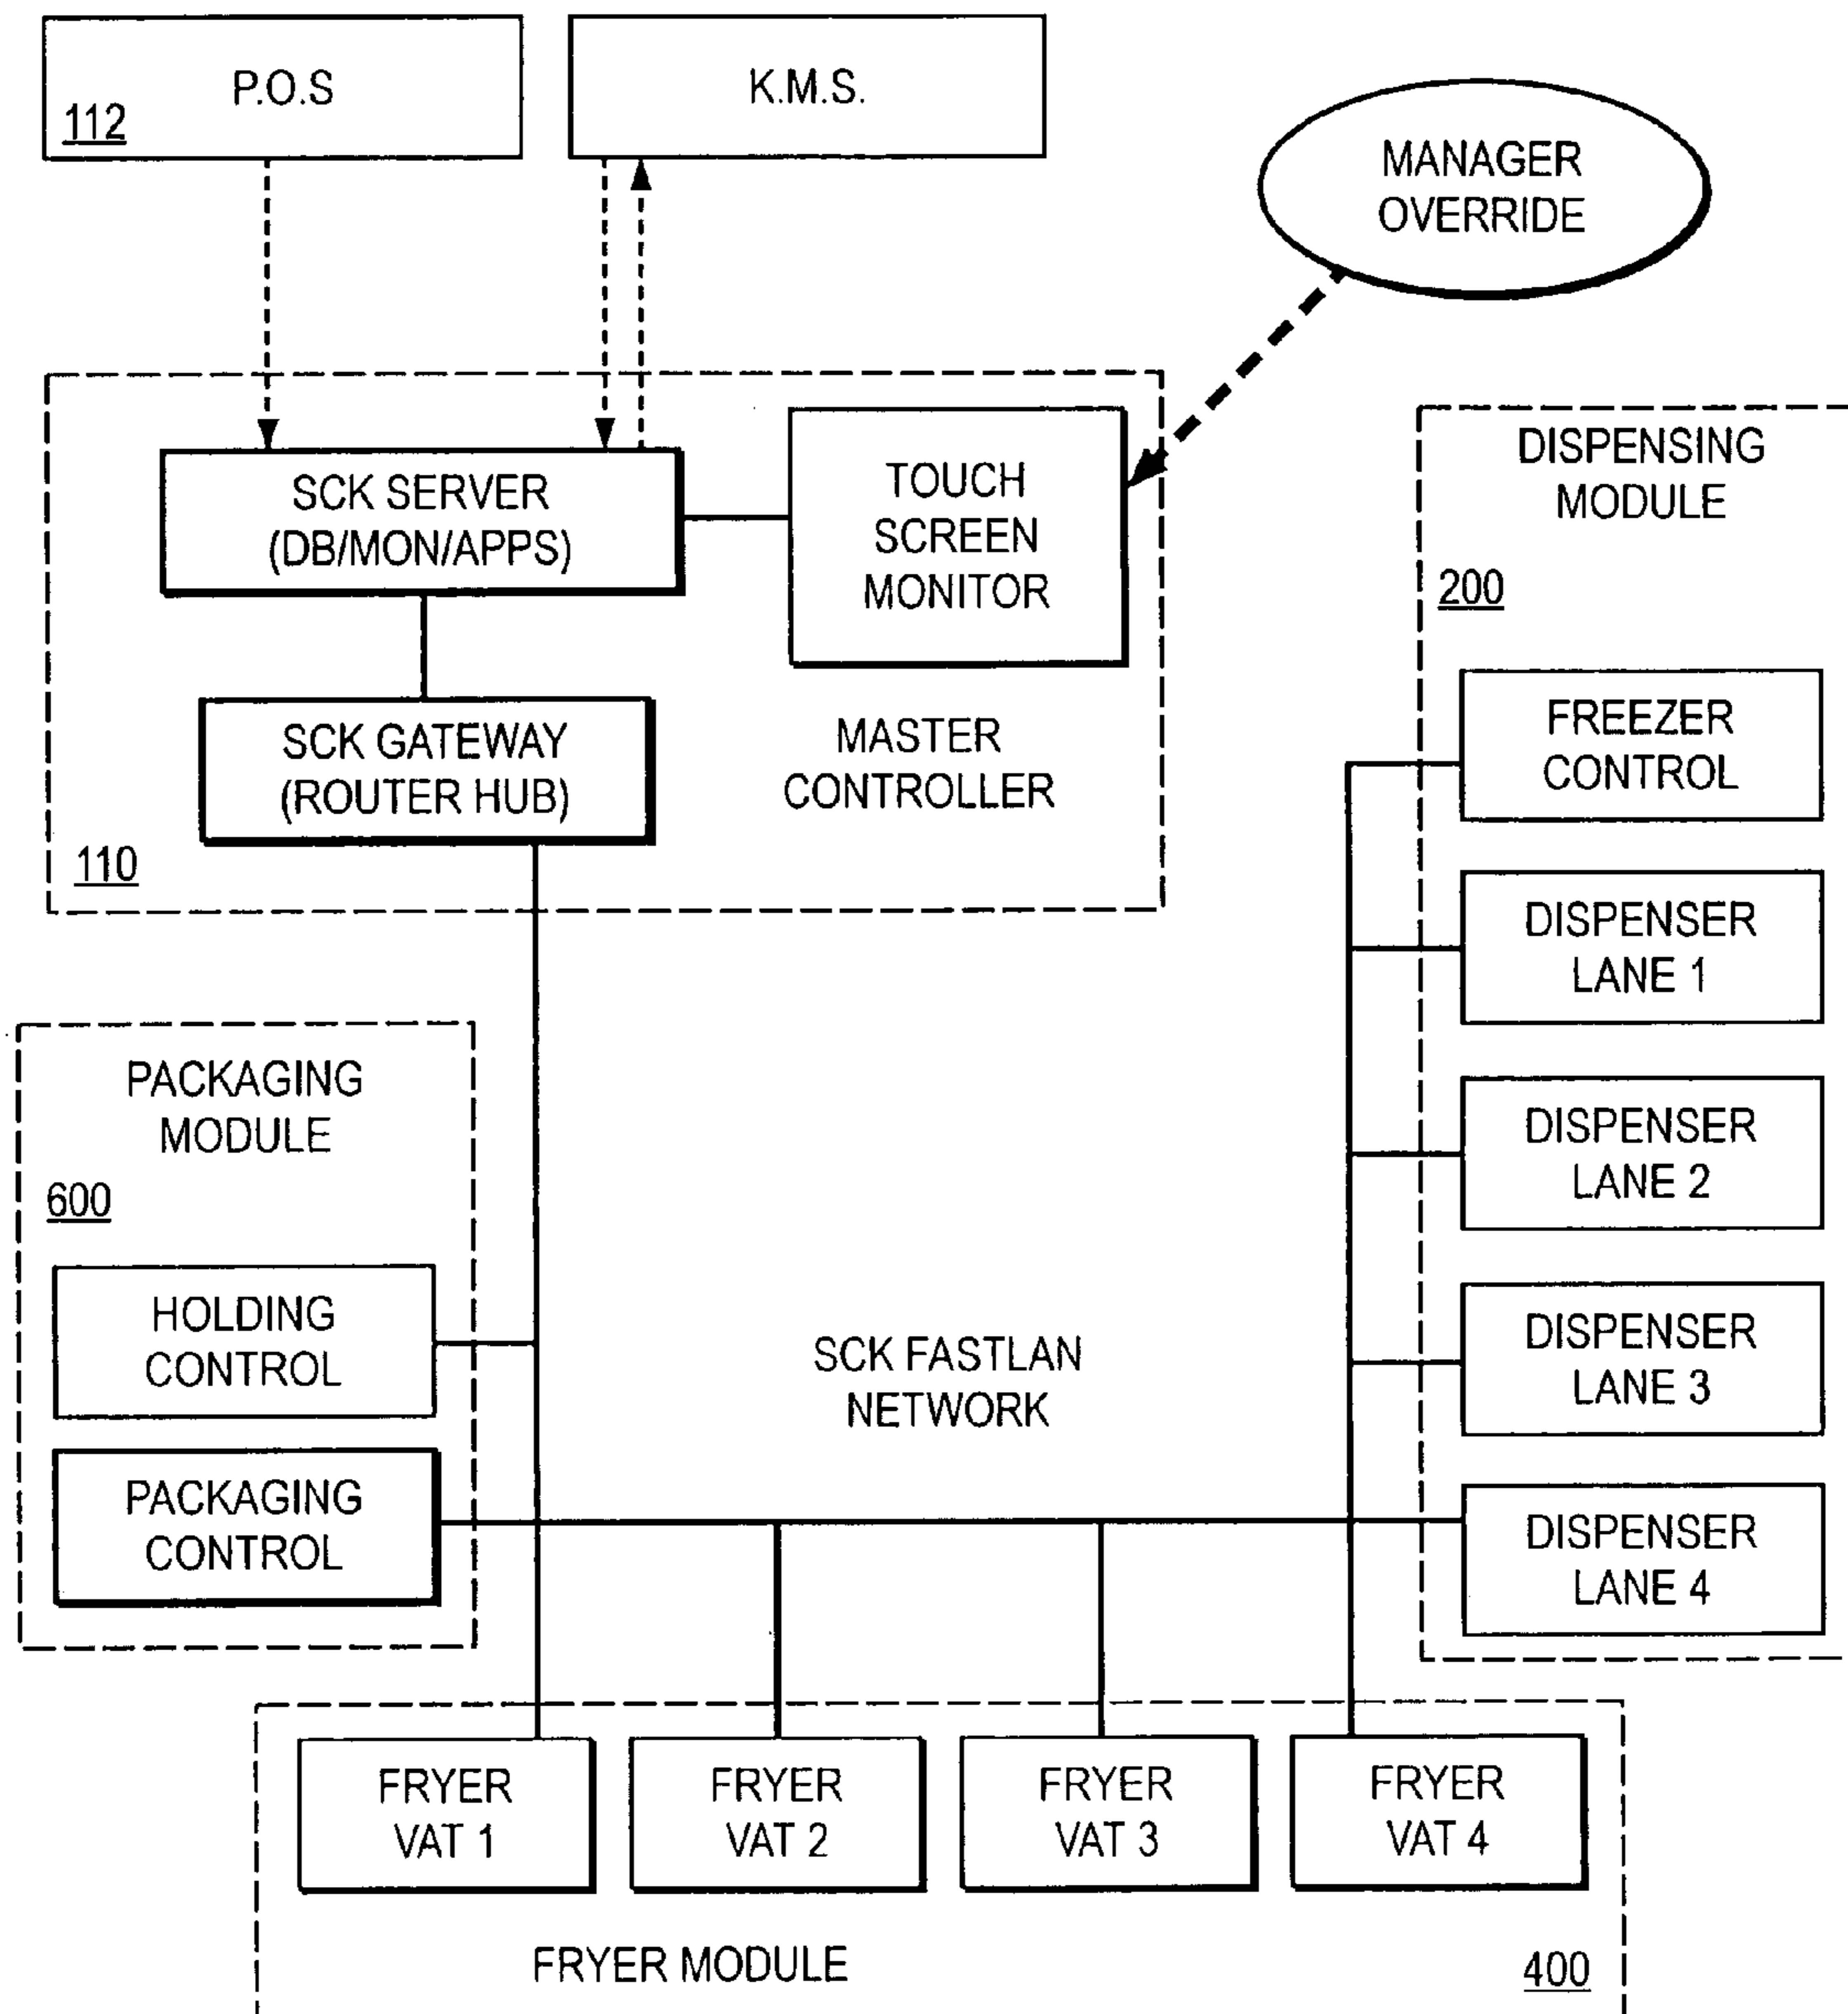 P.O.S
112
K.M.S.
MANAGER
OVERRIDE
SCK SERVER
(DB/MON/APPS)
TOUCH
SCREEN
MONITOR
SCK GATEWAY
(ROUTER HUB)
MASTER
CONTROLLER
110
DISPENSING
MODULE
200
FREEZER
CONTROL
DISPENSER
LANE 1
DISPENSER
LANE 2
DISPENSER
LANE 3
DISPENSER
LANE 4
PACKAGING
MODULE
600
HOLDING
CONTROL
PACKAGING
CONTROL
SCK FASTLAN
NETWORK
FRYER
VAT 1
FRYER
VAT 2
FRYER
VAT 3
FRYER
VAT 4
FRYER MODULE
400